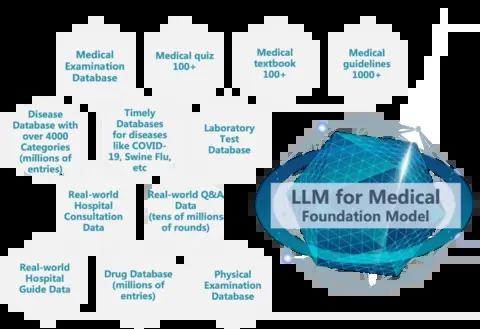 Medical
Examination
Database
Medical quiz
100+
Medical
textbook
100+
Medical
guidelines
1000+
Disease
Database with
over 4000
Categories
(millions of
entries)
Timely
Databases
for diseases
like COVID-
19, Swine Flu,
etc
Laboratory
Test
Database
Real-world
Hospital
Consultation
Data
Real-world Q&A
Data
(tens of millions
of rounds)
Real-world
Hospital
Guide Data
Drug Database
(millions of
entries)
Physical
Examination
Database
LLM for Medical
Foundation Model